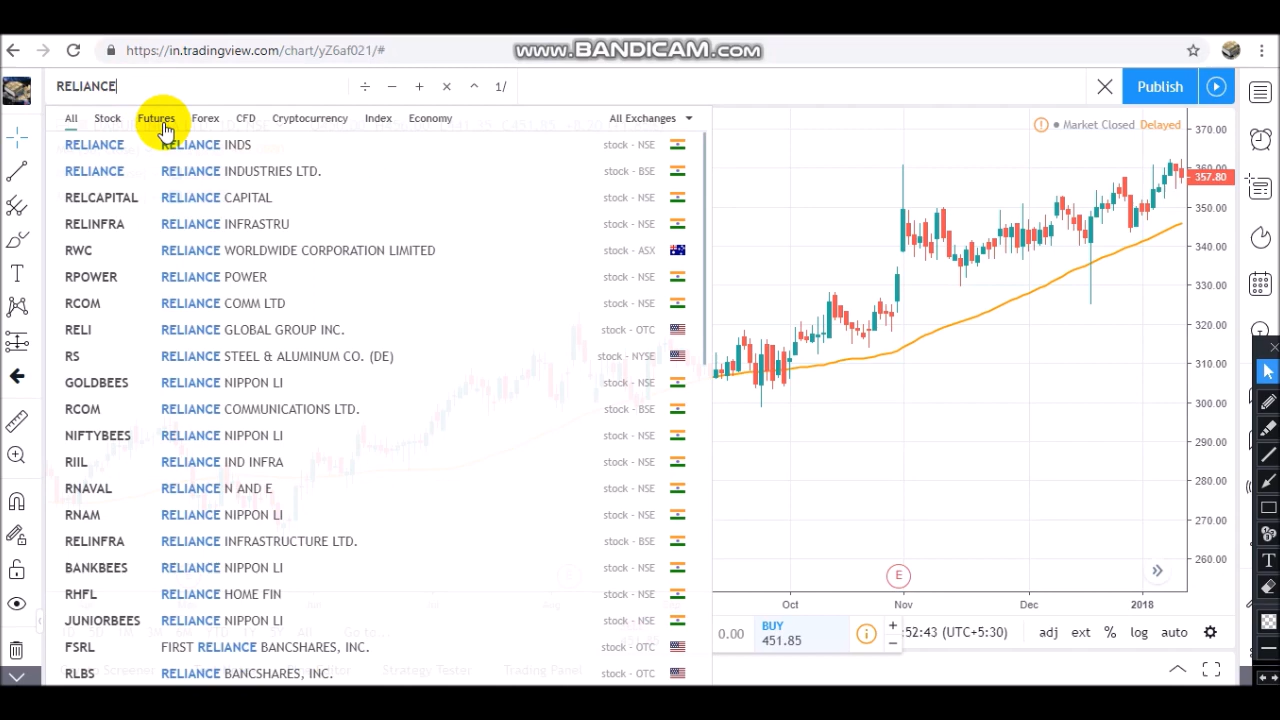 https://in.tradingview.com/chart/yZ6af021/#
www.BANDICAM.com
RELIANCE
÷ − + × ^ 1/
Publish
All Stock Futures Forex CFD Cryptocurrency Index Economy All Exchanges
Market Closed Delayed
RELIANCE RELIANCE INDS stock - NSE
RELIANCE RELIANCE INDUSTRIES LTD. stock - BSE
RELCAPITAL RELIANCE CAPITAL stock - NSE
RELINFRA RELIANCE INFRASTRU stock - NSE
RWC RELIANCE WORLDWIDE CORPORATION LIMITED stock - ASX
RPOWER RELIANCE POWER stock - NSE
RCOM RELIANCE COMM LTD stock - NSE
RELI RELIANCE GLOBAL GROUP INC. stock - OTC
RS RELIANCE STEEL & ALUMINUM CO. (DE) stock - NYSE
GOLDBEES RELIANCE NIPPON LI stock - NSE
RCOM RELIANCE COMMUNICATIONS LTD. stock - BSE
NIFTYBEES RELIANCE NIPPON LI stock - NSE
RIIL RELIANCE IND INFRA stock - NSE
RNAVAL RELIANCE N AND E stock - NSE
RNAM RELIANCE NIPPON LI stock - NSE
RELINFRA RELIANCE INFRASTRUCTURE LTD. stock - BSE
BANKBEES RELIANCE NIPPON LI stock - NSE
RHFL RELIANCE HOME FIN stock - NSE
JUNIORBEES RELIANCE NIPPON LI stock - NSE
FSRL FIRST RELIANCE BANCSHARES, INC. stock - OTC
RLBS RELIANCE BANCSHARES, INC. stock - OTC
370.00
360.00
357.80
350.00
340.00
330.00
320.00
310.00
300.00
290.00
280.00
270.00
260.00
E
Oct Nov Dec 2018
0.00
BUY
451.85
:52:43 (UTC+5:30) adj ext % log auto
Go to...
Strategy Tester Trading Panel